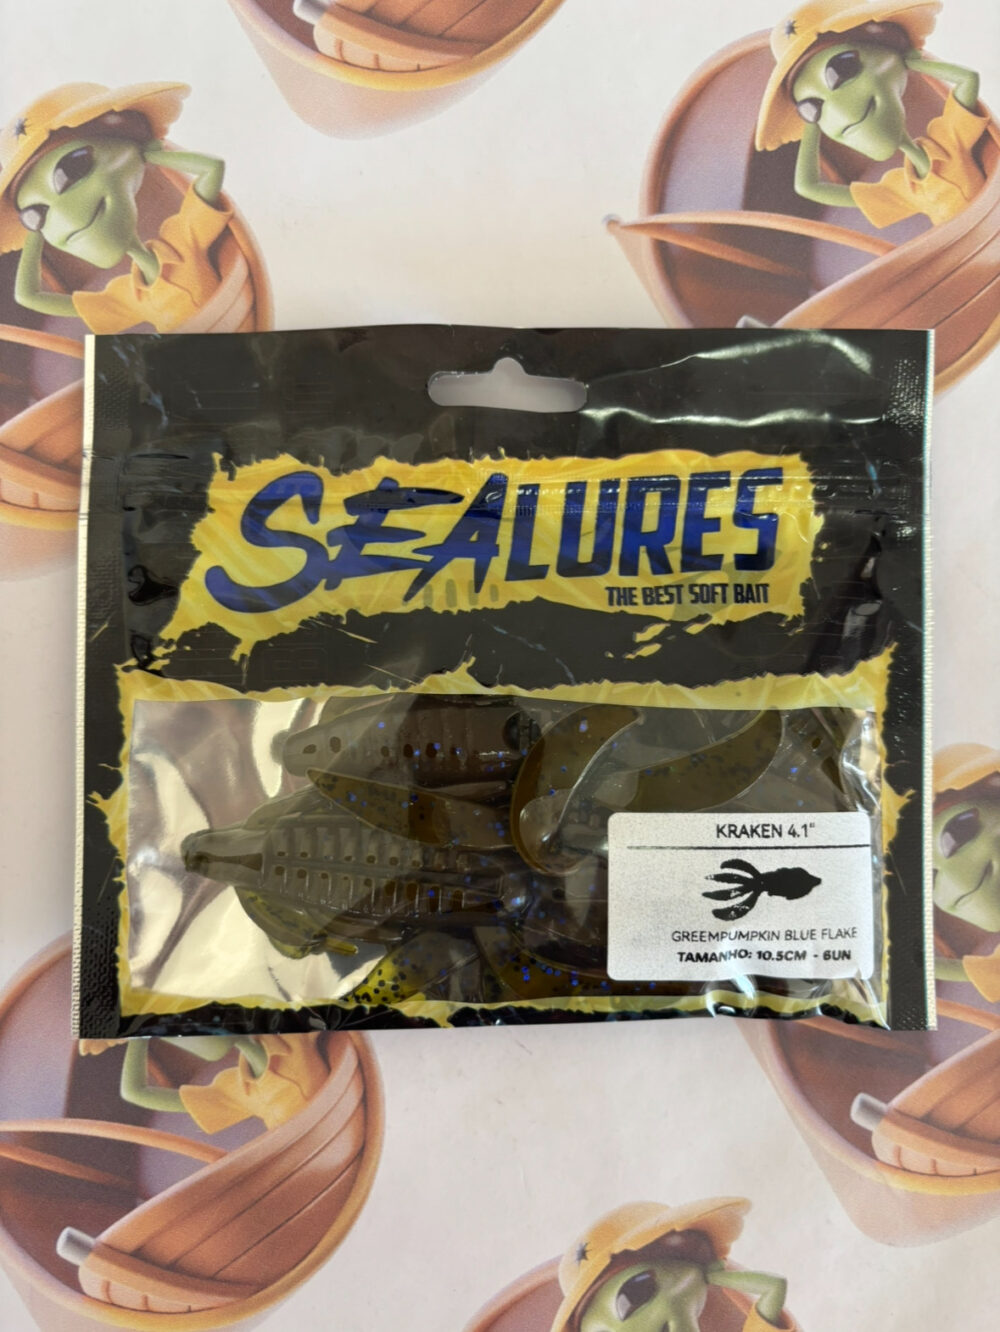 SEALURES
THE BEST SOFT BAIT
KRAKEN 4.1"
GREEMPUMPKIN BLUE FLAKE
TAMANHO: 10.5CM - 6UN